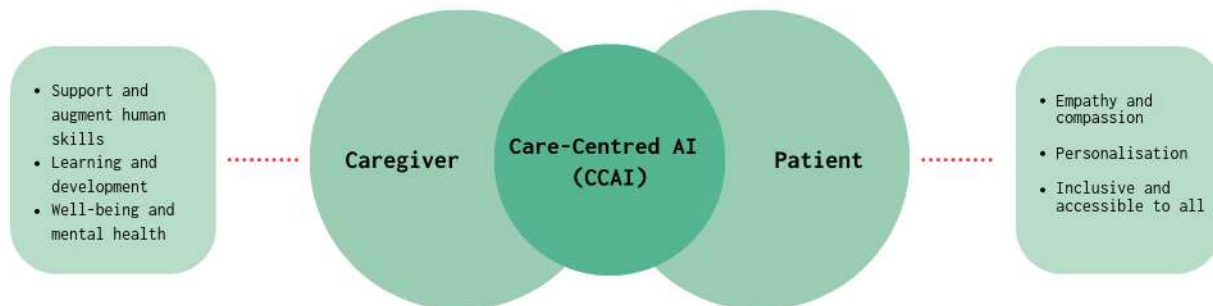 • Support and
augment human
skills
• Learning and
development
• Well-being and
mental health
Caregiver
Care-Centred AI
(CCAI)
Patient
• Empathy and
compassion
• Personalisation
• Inclusive and
accessible to all